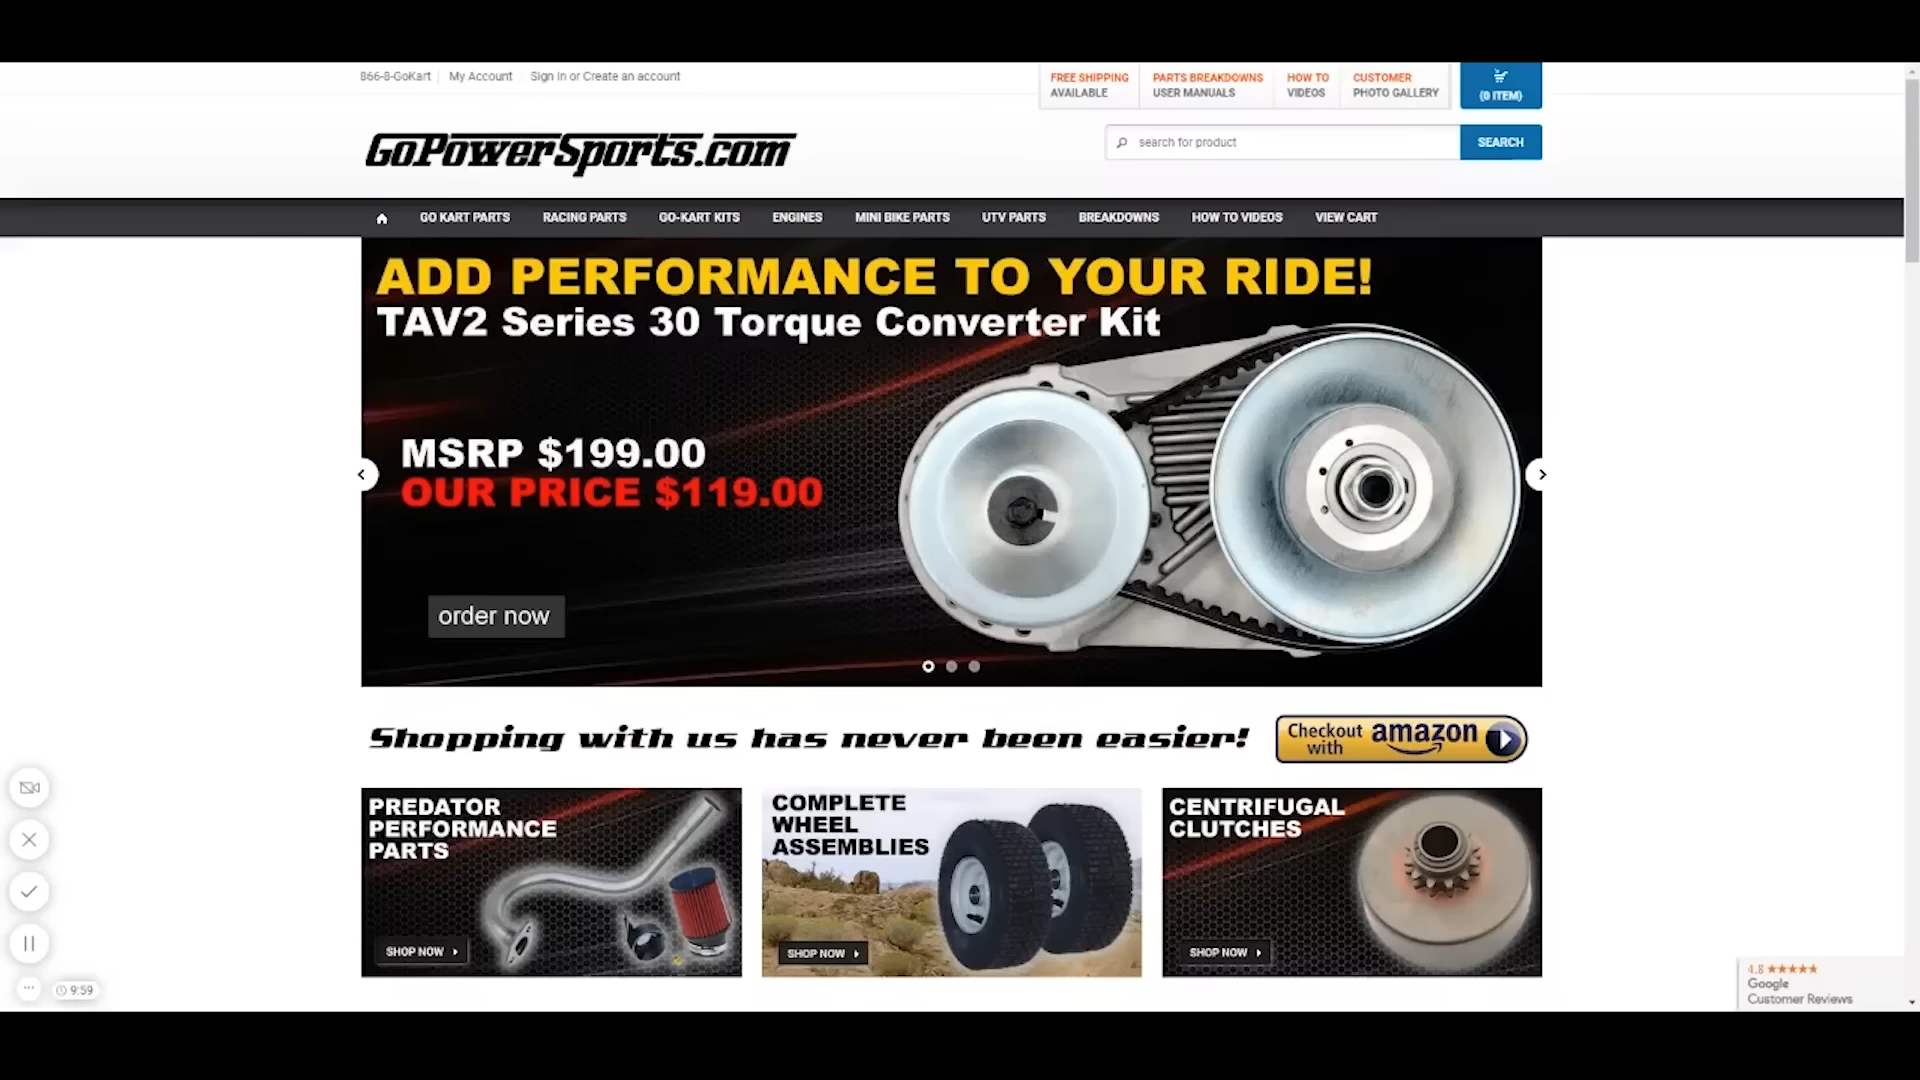 866-8-GoKart
My Account
Sign in or Create an account
FREE SHIPPING
AVAILABLE
PARTS BREAKDOWNS
USER MANUALS
HOW TO
VIDEOS
CUSTOMER
PHOTO GALLERY
(0 ITEM)
GoPowerSports.com
search for product
SEARCH
GO KART PARTS
RACING PARTS
GO-KART KITS
ENGINES
MINI BIKE PARTS
UTV PARTS
BREAKDOWNS
HOW TO VIDEOS
VIEW CART
ADD PERFORMANCE TO YOUR RIDE!
TAV2 Series 30 Torque Converter Kit
MSRP $199.00
OUR PRICE $119.00
order now
Shopping with us has never been easier!
Checkout
with
amazon
PREDATOR
PERFORMANCE
PARTS
SHOP NOW
COMPLETE
WHEEL
ASSEMBLIES
SHOP NOW
CENTRIFUGAL
CLUTCHES
SHOP NOW
9:59
4.8 ★★★★★
Google
Customer Reviews